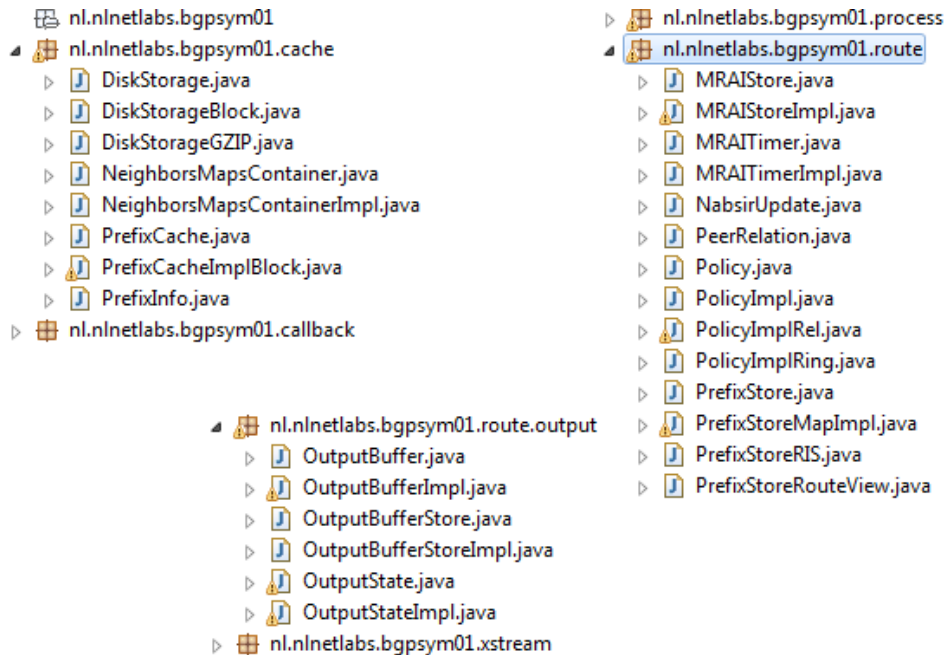 nl.nlnetlabs.bgpsym01
nl.nlnetlabs.bgpsym01.cache
DiskStorage.java
DiskStorageBlock.java
DiskStorageGZIP.java
NeighborsMapsContainer.java
NeighborsMapsContainerImpl.java
PrefixCache.java
PrefixCacheImplBlock.java
PrefixInfo.java
nl.nlnetlabs.bgpsym01.callback
nl.nlnetlabs.bgpsym01.process
nl.nlnetlabs.bgpsym01.route
MRAIStore.java
MRAIStoreImpl.java
MRAITimer.java
MRAITimerImpl.java
NabsirUpdate.java
PeerRelation.java
Policy.java
PolicyImpl.java
PolicyImplRel.java
PolicyImplRing.java
PrefixStore.java
PrefixStoreMapImpl.java
PrefixStoreRIS.java
PrefixStoreRouteView.java
nl.nlnetlabs.bgpsym01.route.output
OutputBuffer.java
OutputBufferImpl.java
OutputBufferStore.java
OutputBufferStoreImpl.java
OutputState.java
OutputStateImpl.java
nl.nlnetlabs.bgpsym01.xstream